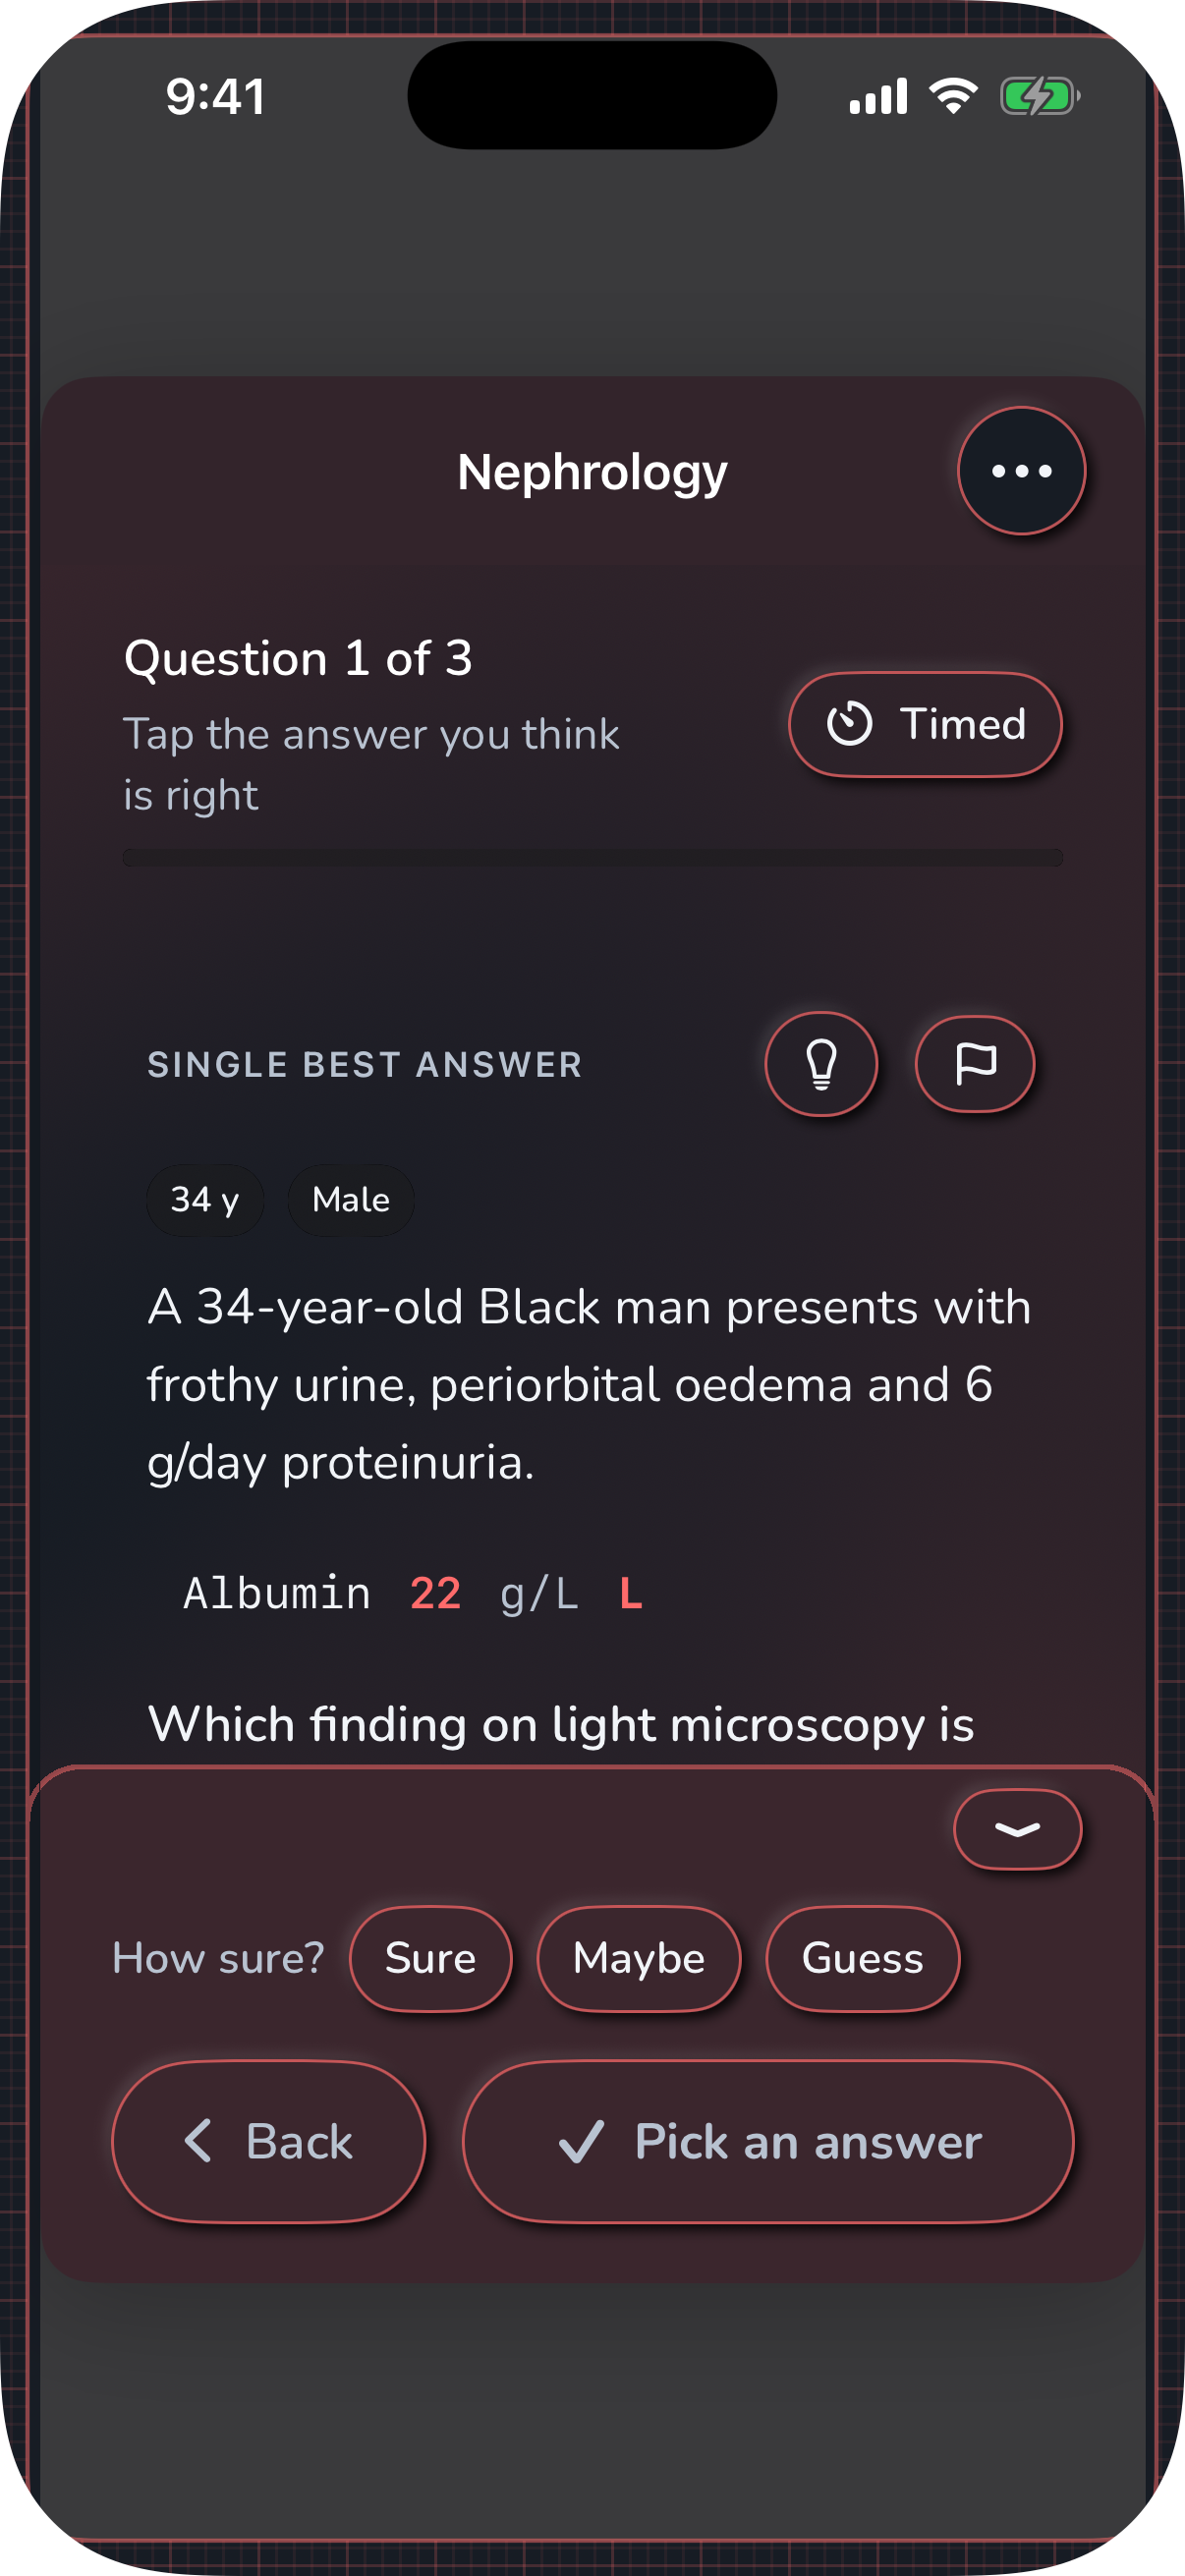 9:41
Nephrology
Question 1 of 3
Tap the answer you think
is right
Timed
SINGLE BEST ANSWER
34 y Male
A 34-year-old Black man presents with
frothy urine, periorbital oedema and 6
g/day proteinuria.
Albumin 22 g/L L
Which finding on light microscopy is
How sure? Sure Maybe Guess
Back Pick an answer